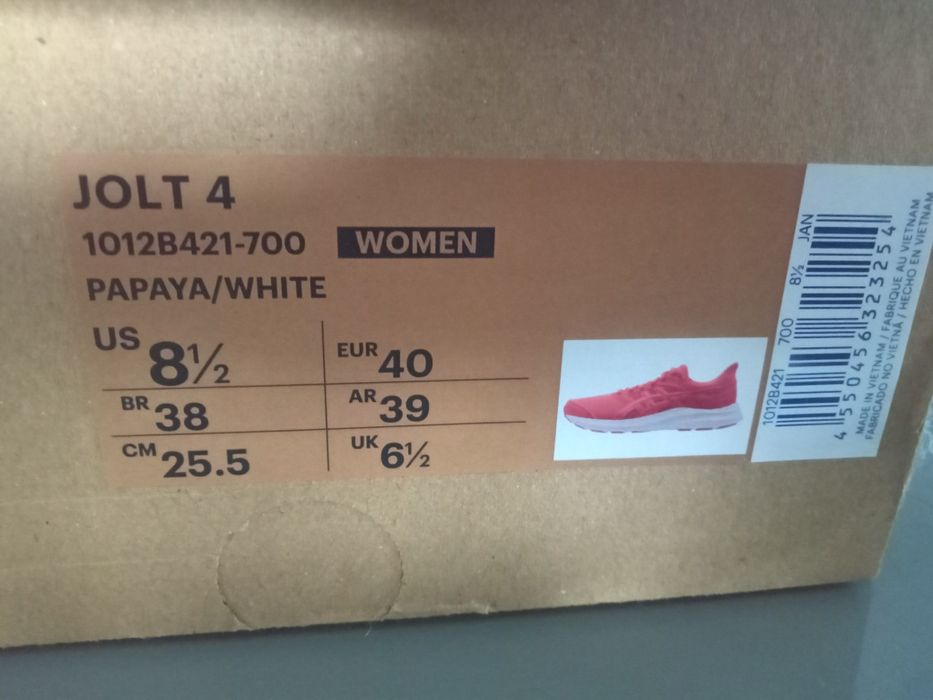 JOLT 4
1012B421-700 WOMEN
PAPAYA/WHITE
US 8½ EUR 40
BR 38 AR 39
CM 25.5 UK 6½
1012B421 700 8½ JAN
4 550456 323254
MADE IN VIETNAM / FABRIQUE AU VIETNAM
FABRICADO NO VIETNÃ / HECHO EN VIETNAM